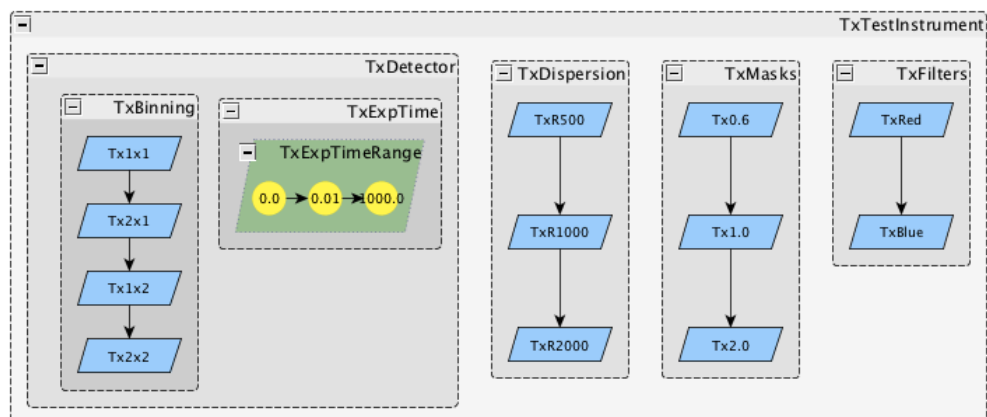 TxTestInstrument
TxDetector
TxBinning
Tx1x1
Tx2x1
Tx1x2
Tx2x2
TxExpTime
TxExpTimeRange
0.0
0.01
1000.0
TxDispersion
TxR500
TxR1000
TxR2000
TxMasks
Tx0.6
Tx1.0
Tx2.0
TxFilters
TxRed
TxBlue